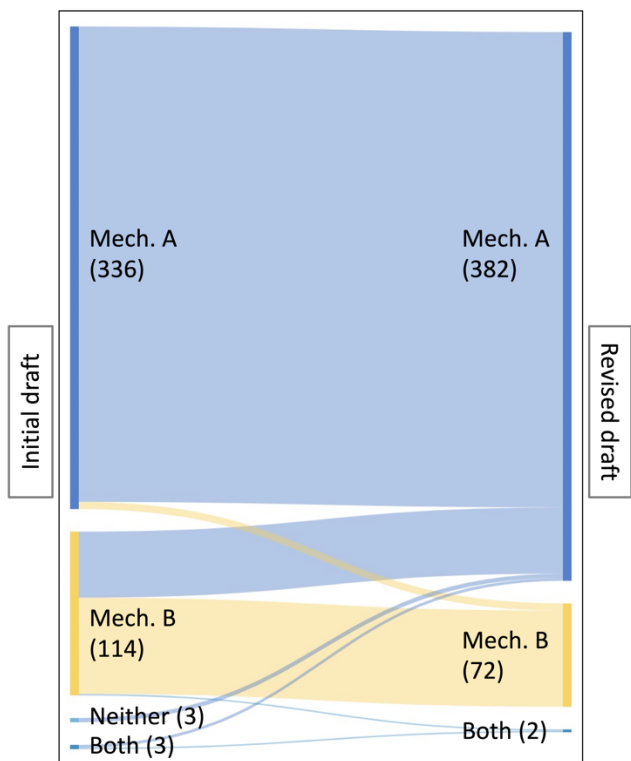 Initial draft
Mech. A
(336)
Mech. B
(114)
Neither (3)
Both (3)
Mech. A
(382)
Mech. B
(72)
Both (2)
Revised draft